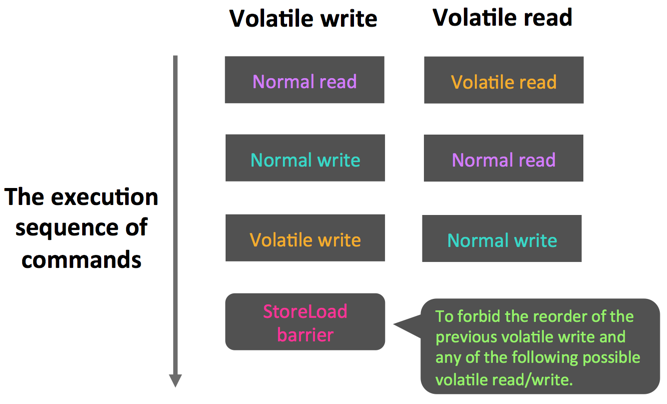 Volatile write
Volatile read
Normal read
Volatile read
Normal write
Normal read
The execution
sequence of
commands
Volatile write
Normal write
StoreLoad
barrier
To forbid the reorder of the
previous volatile write and
any of the following possible
volatile read/write.